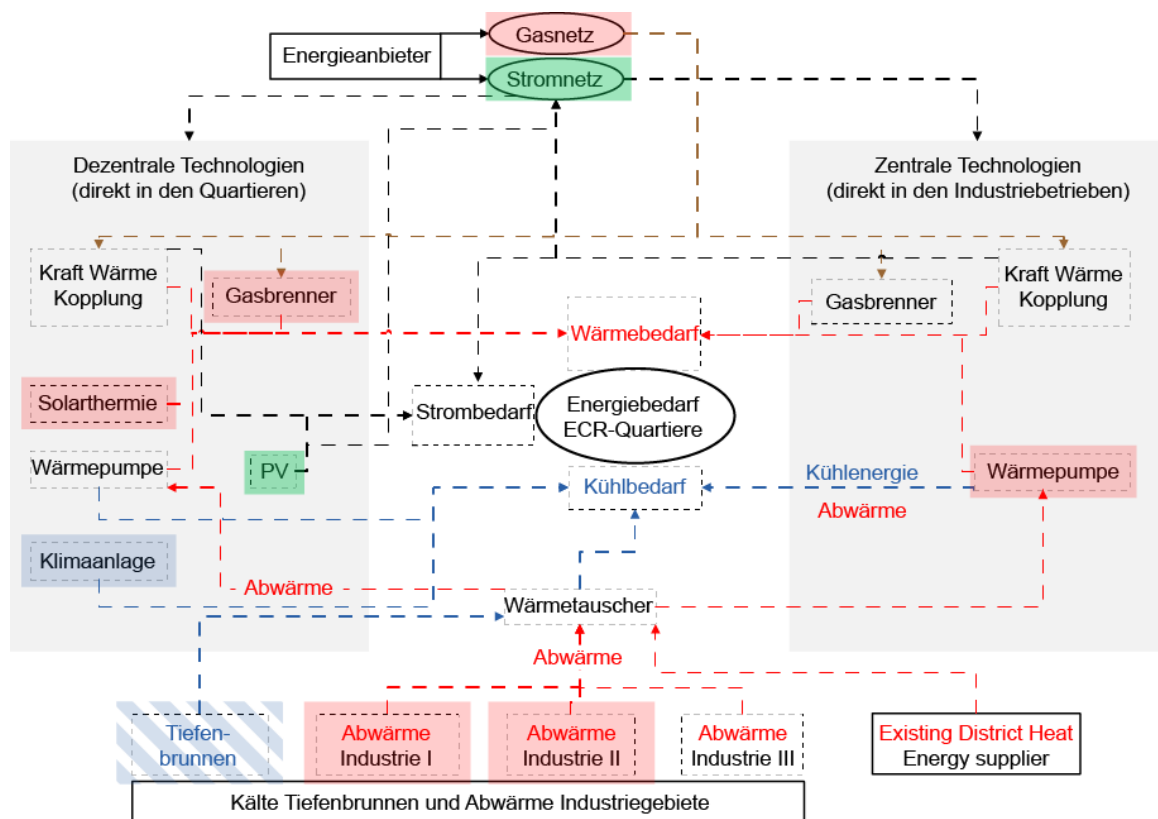 Gasnetz
Energieanbieter
Stromnetz
Dezentrale Technologien
(direkt in den Quartieren)
Zentrale Technologien
(direkt in den Industriebetrieben)
Kraft Wärme
Kopplung
Gasbrenner
Gasbrenner
Kraft Wärme
Kopplung
Wärmebedarf
Solarthermie
Strombedarf
Energiebedarf
ECR-Quartiere
Wärmepumpe
PV
Kühlbedarf
Kühlenergie
Abwärme
Wärmepumpe
Klimaanlage
Abwärme
Wärmetauscher
Abwärme
Tiefen-
brunnen
Abwärme
Industrie I
Abwärme
Industrie II
Abwärme
Industrie III
Existing District Heat
Energy supplier
Kälte Tiefenbrunnen und Abwärme Industriegebiete